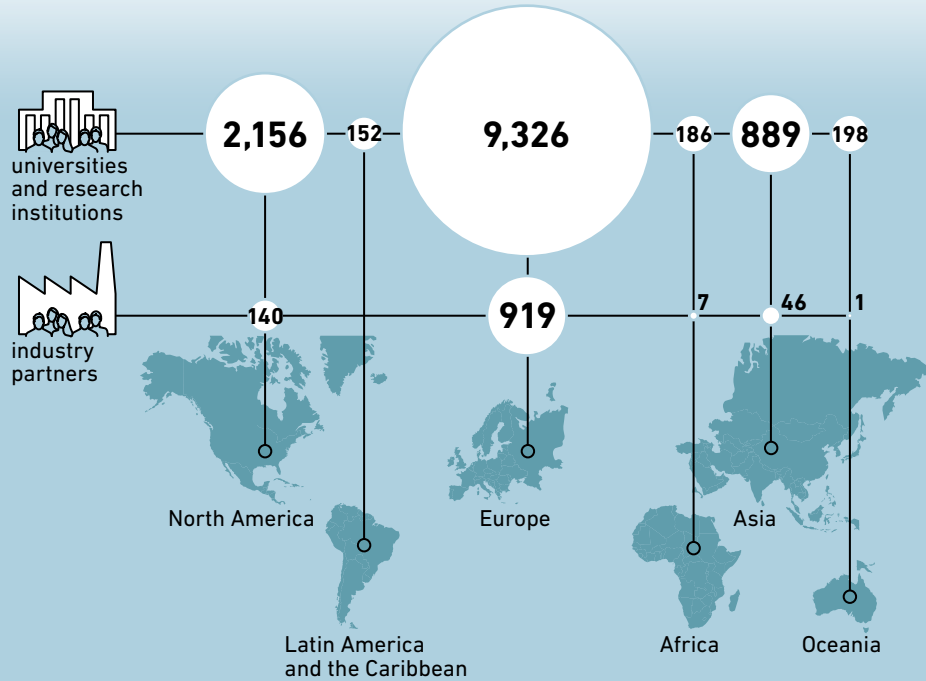 2,156
152
9,326
186
889
198
universities
and research
institutions
140
919
7
46
1
industry
partners
North America
Europe
Asia
Latin America
and the Caribbean
Africa
Oceania